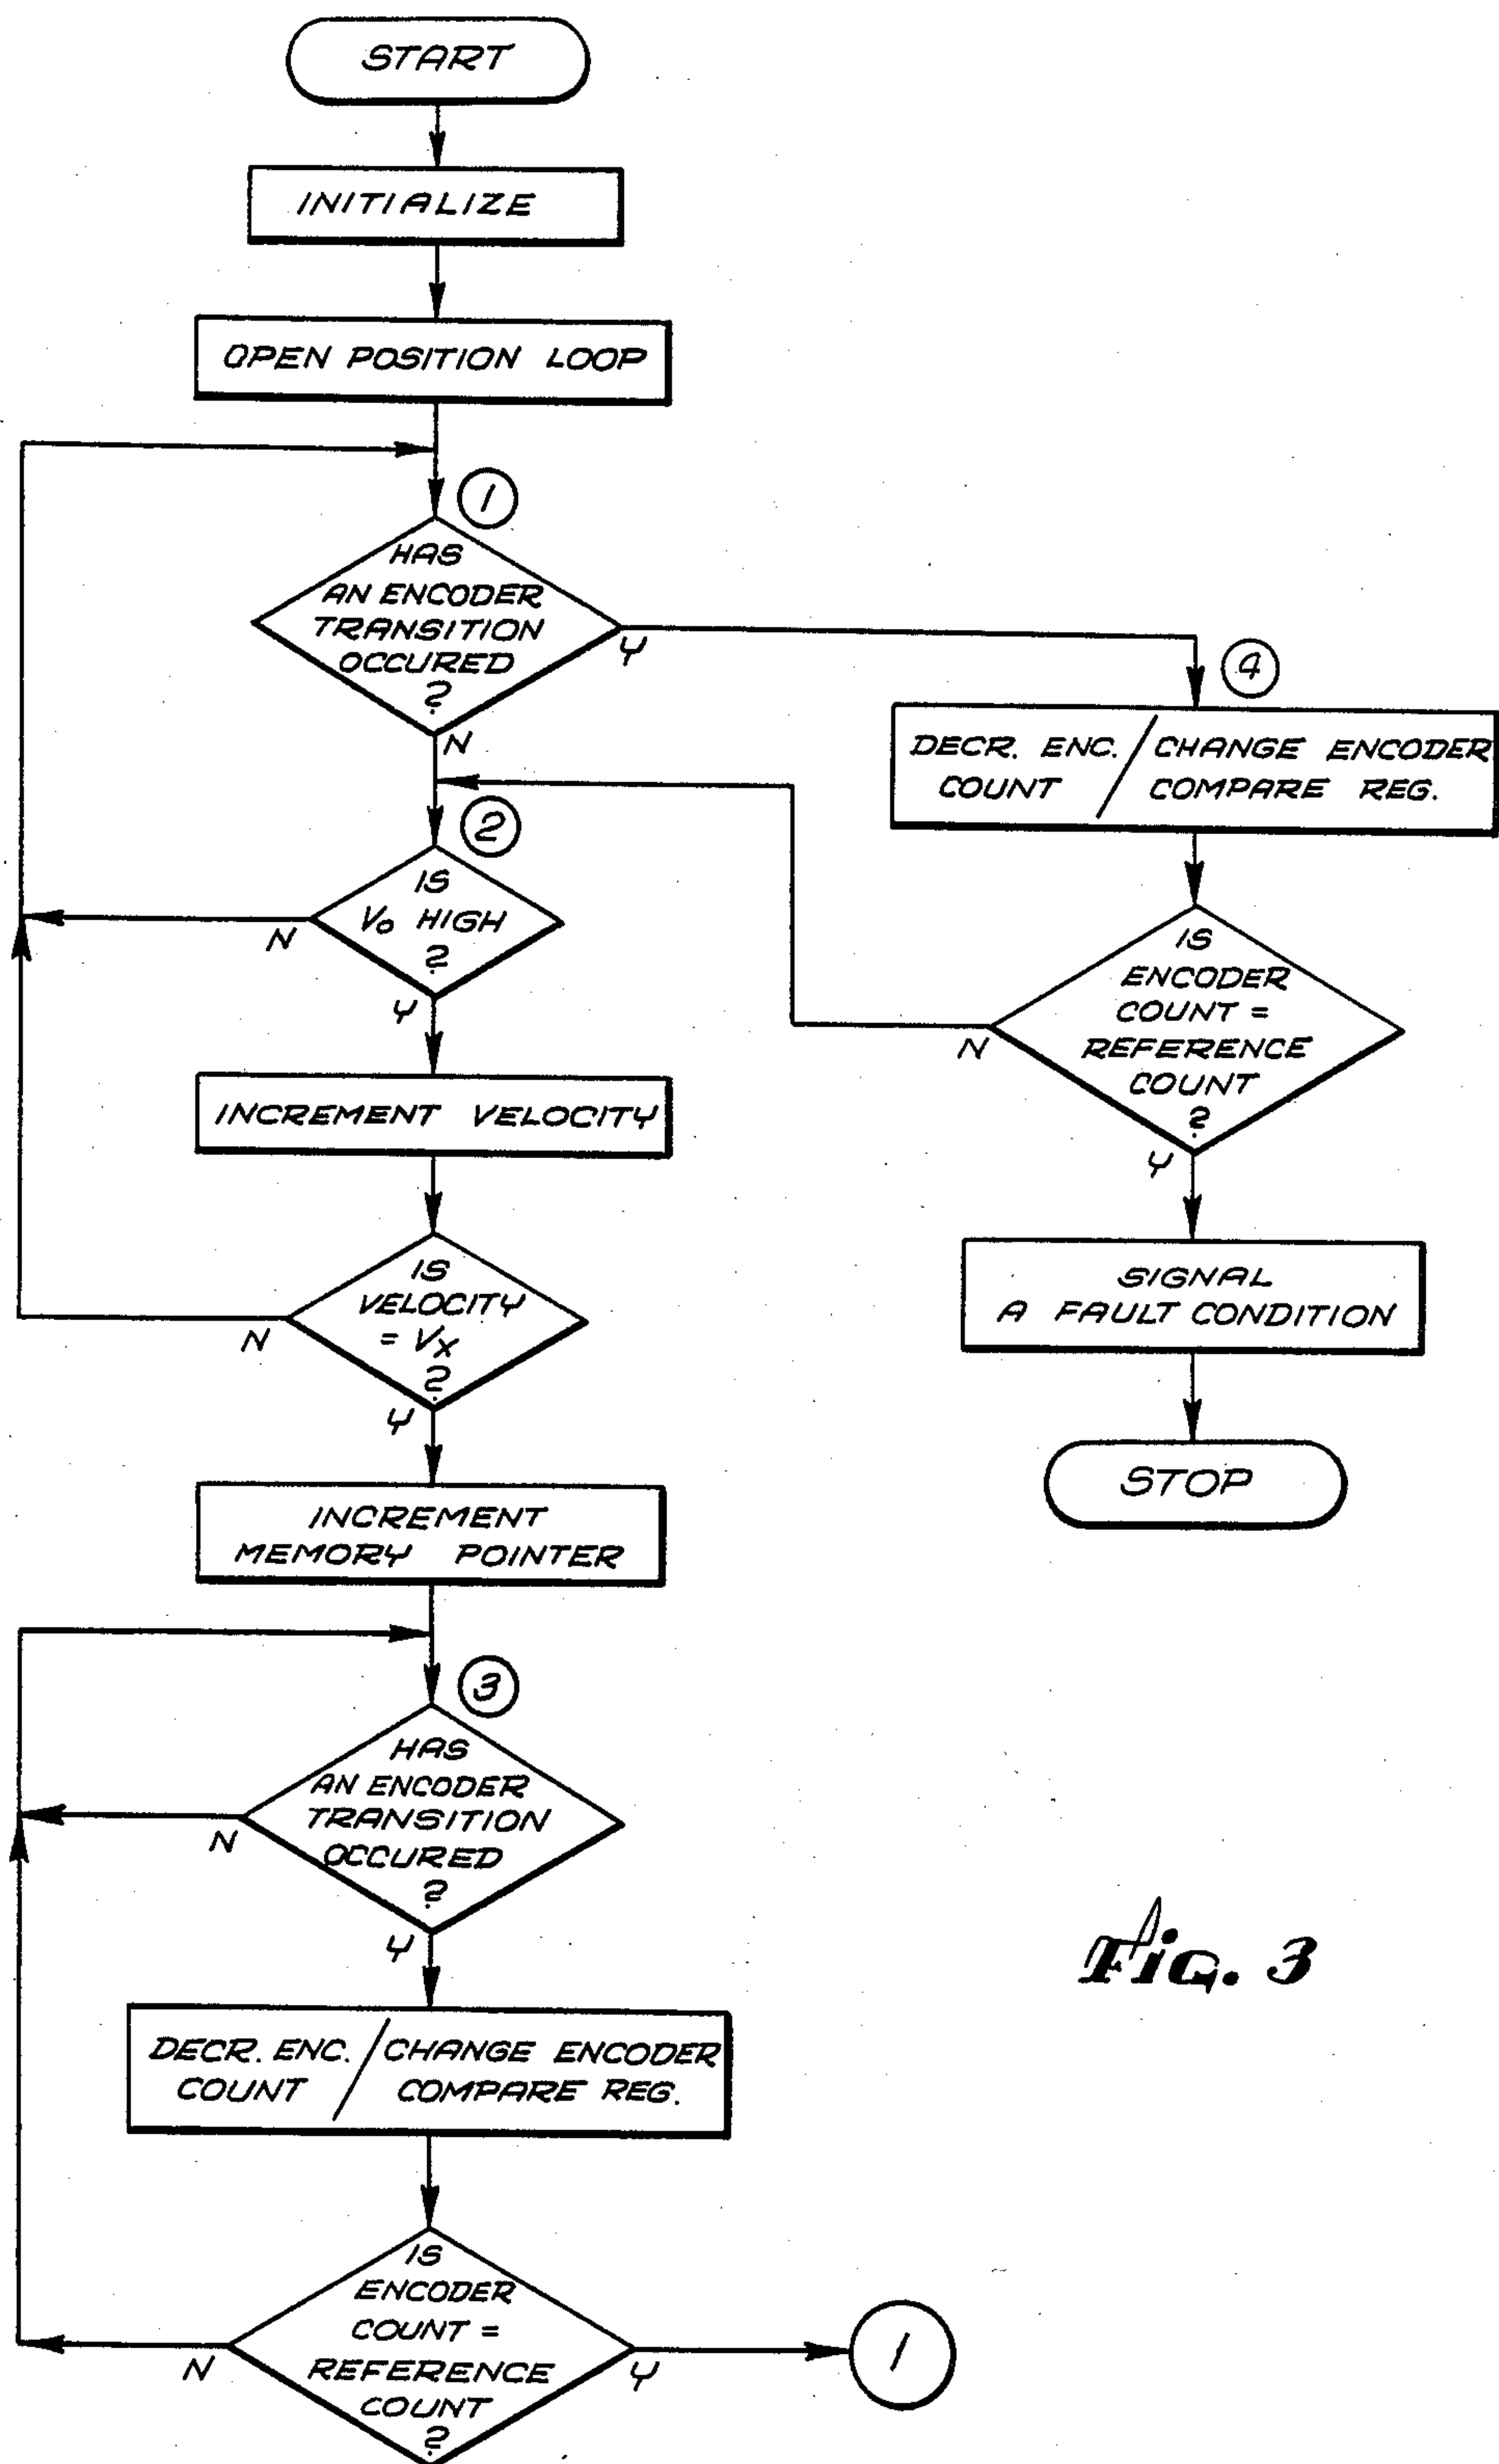 START
INITIALIZE
OPEN POSITION LOOP
1
HAS
AN ENCODER
TRANSITION
OCCURED
?
Y
N
4
DECR. ENC. / CHANGE ENCODER
COUNT / COMPARE REG.
2
IS
Vo HIGH
?
N
Y
IS
ENCODER
COUNT =
REFERENCE
COUNT
?
N
Y
INCREMENT VELOCITY
IS
VELOCITY
= Vx
?
N
Y
SIGNAL
A FAULT CONDITION
STOP
INCREMENT
MEMORY POINTER
3
HAS
AN ENCODER
TRANSITION
OCCURED
?
N
Y
DECR. ENC. / CHANGE ENCODER
COUNT / COMPARE REG.
IS
ENCODER
COUNT =
REFERENCE
COUNT
?
N
Y
1
Fig. 3